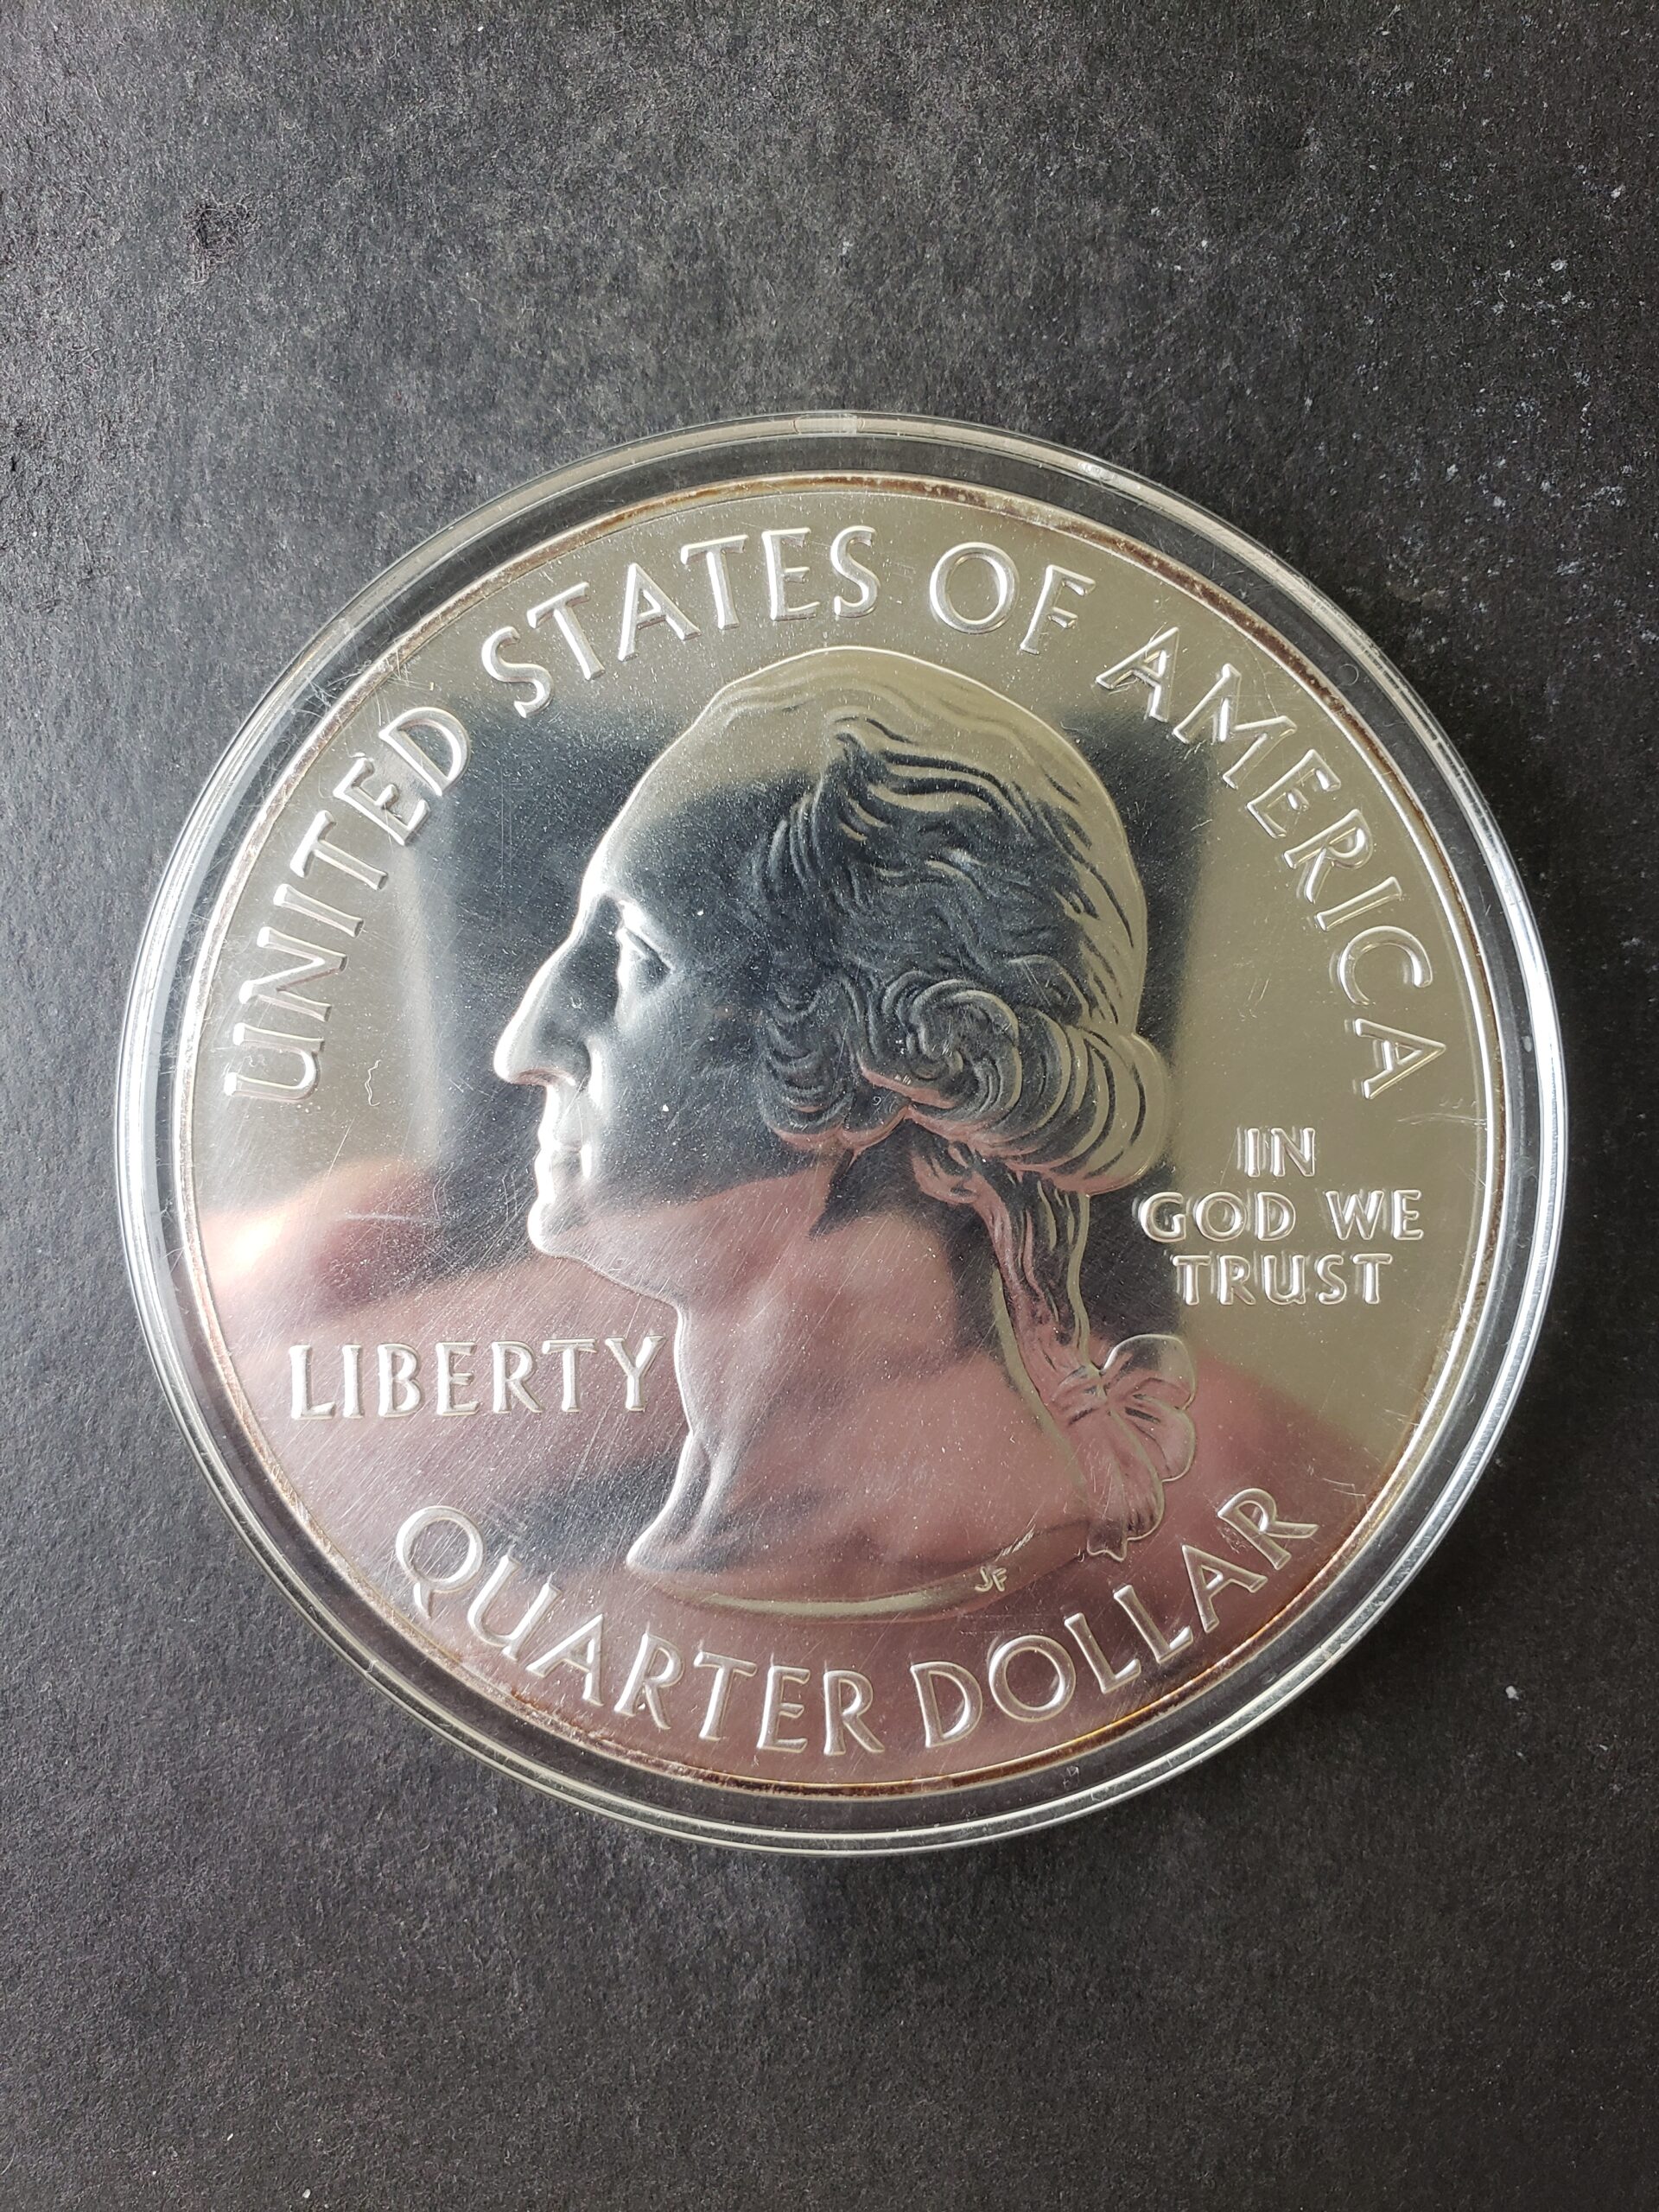 UNITED STATES OF AMERICA
IN
GOD WE
TRUST
LIBERTY
JF
QUARTER DOLLAR